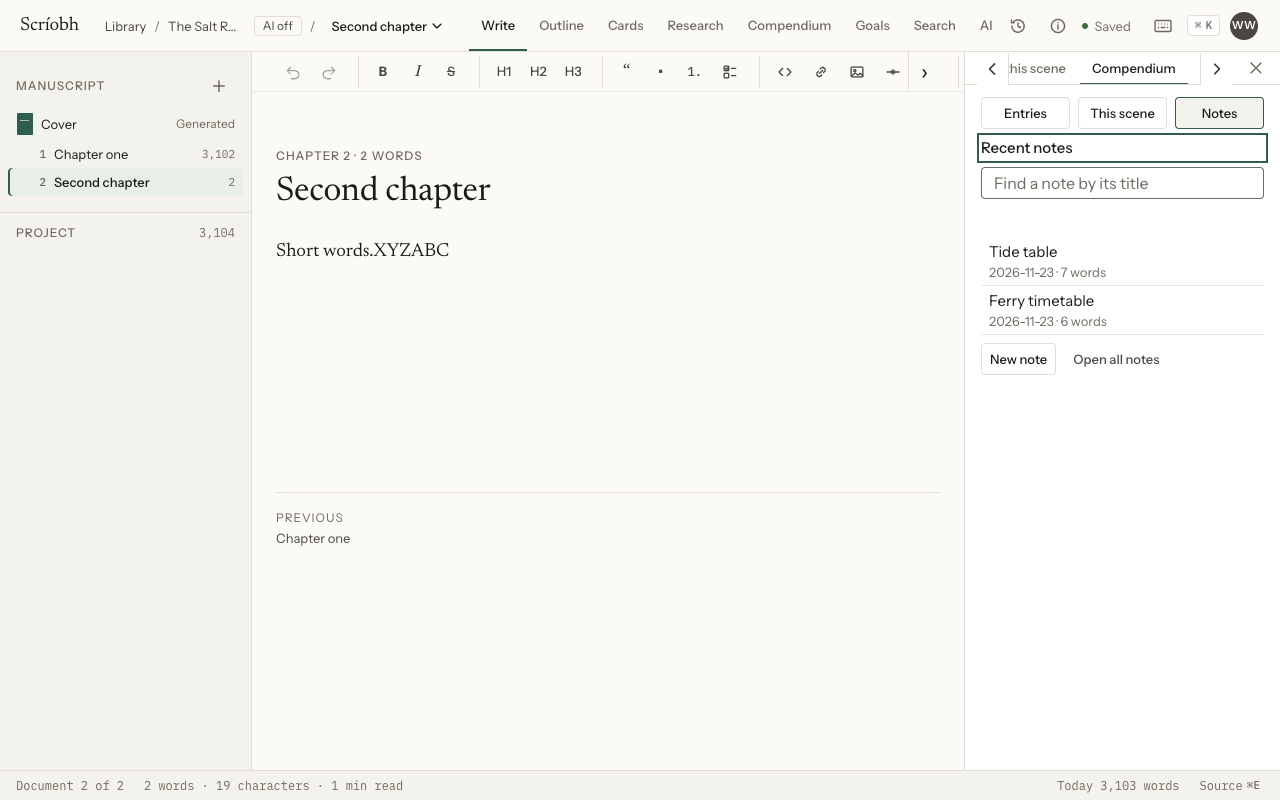 Scríobh
Library / The Salt R... AI off / Second chapter
Write Outline Cards Research Compendium Goals Search AI
Saved ⌘ K WW
MANUSCRIPT
Cover Generated
1 Chapter one 3,102
2 Second chapter 2
PROJECT 3,104
B I S H1 H2 H3 “ ▪ 1. ›
CHAPTER 2 · 2 WORDS
Second chapter
Short words.XYZABC
PREVIOUS
Chapter one
his scene Compendium
Entries This scene Notes
Recent notes
Find a note by its title
Tide table
2026-11-23 · 7 words
Ferry timetable
2026-11-23 · 6 words
New note Open all notes
Document 2 of 2 2 words · 19 characters · 1 min read
Today 3,103 words Source ⌘E